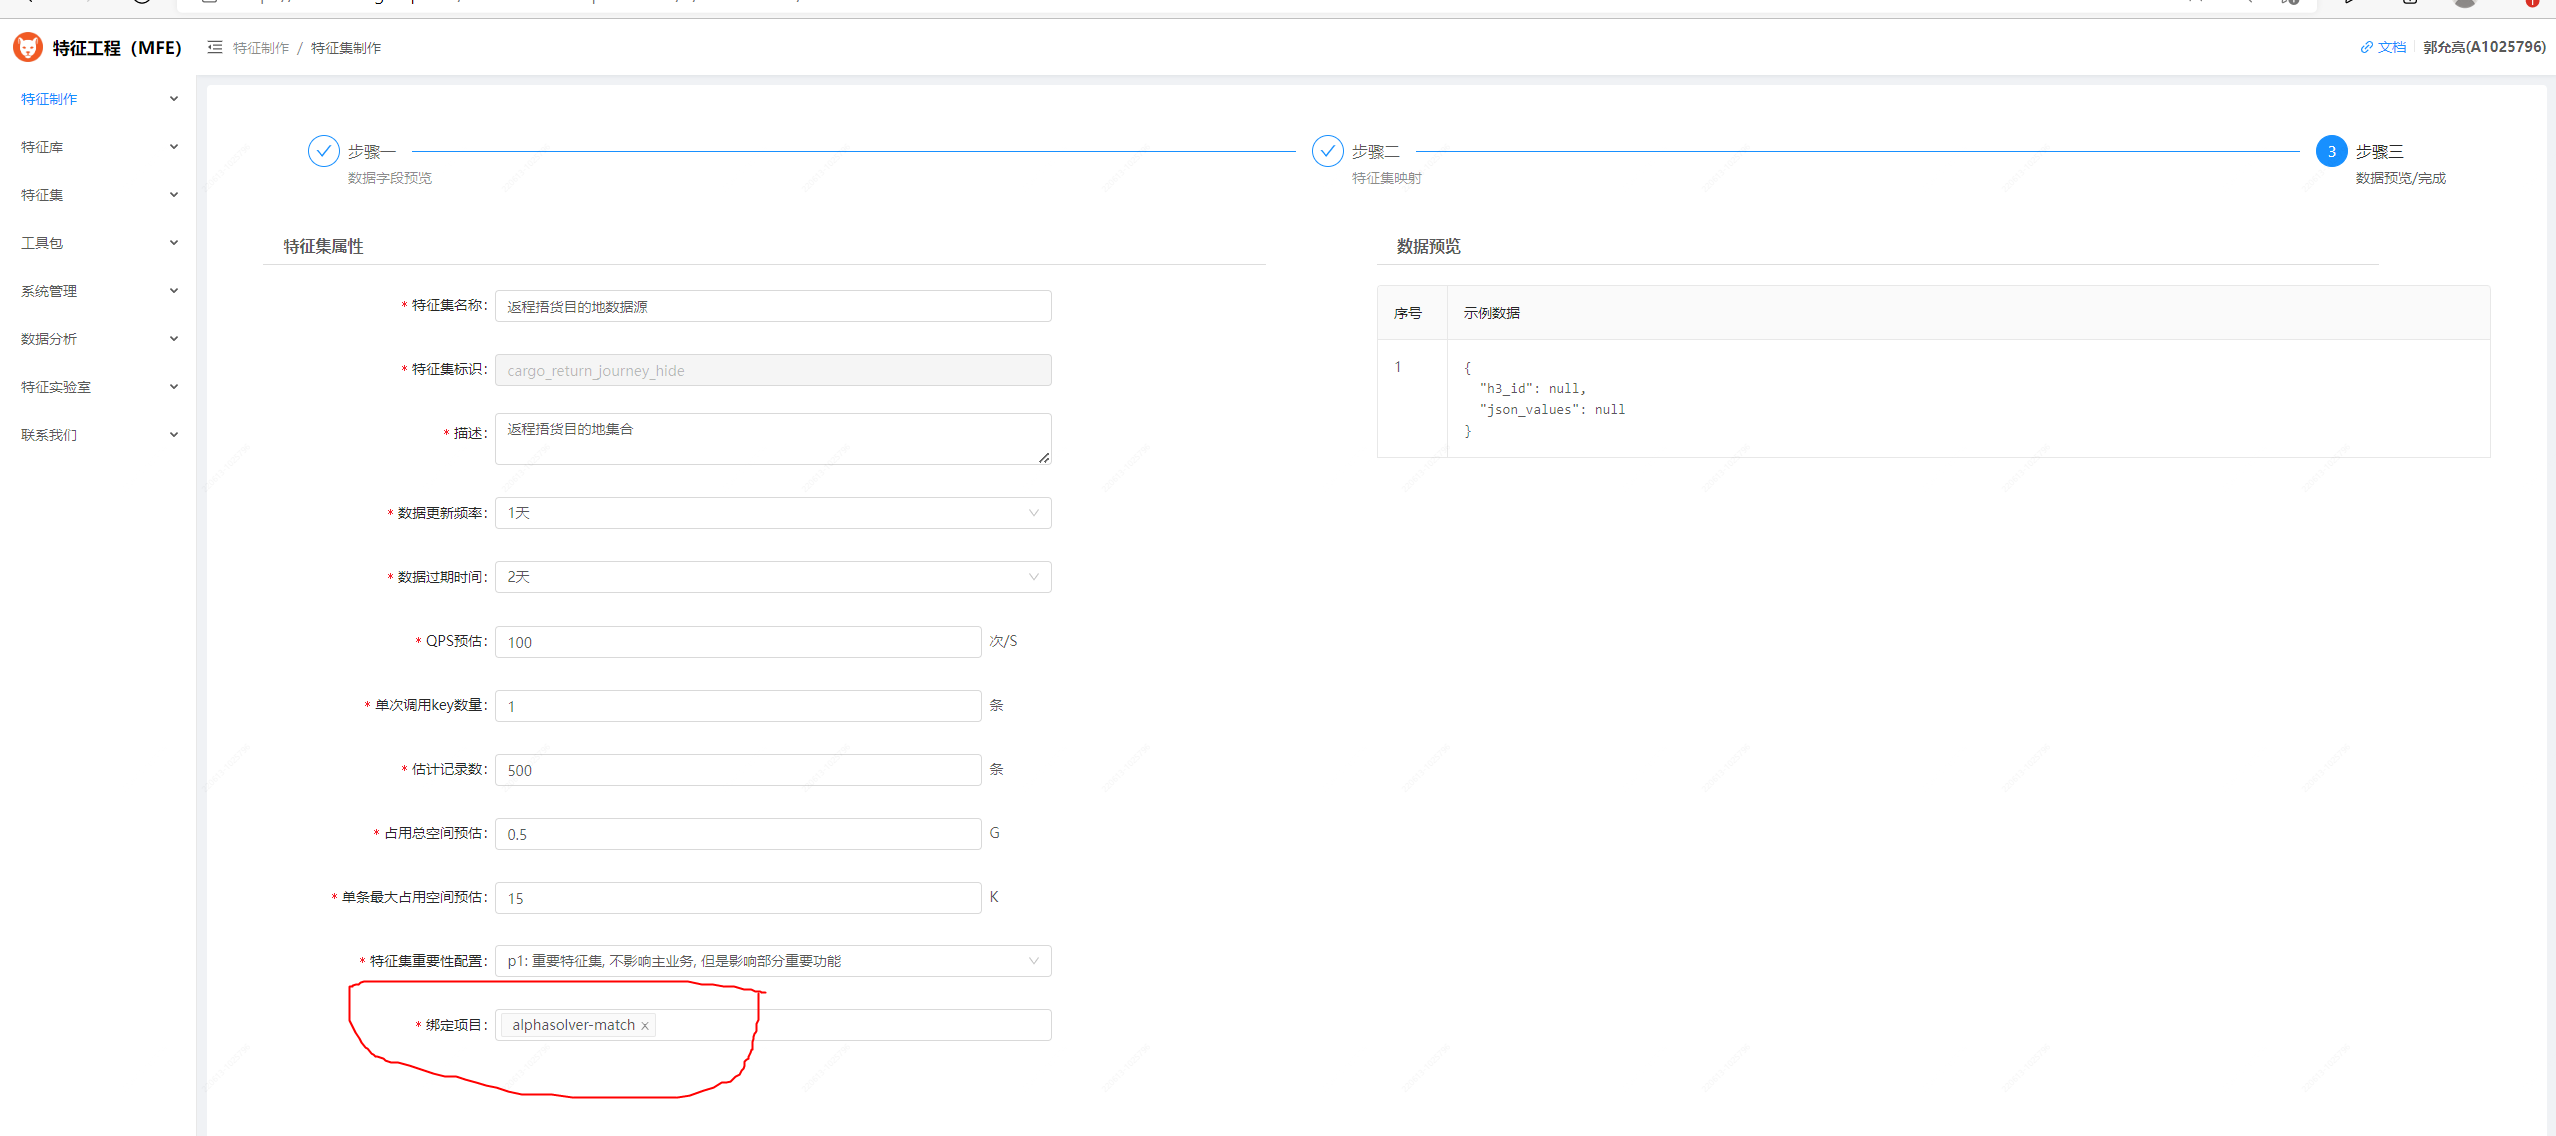 特征工程（MFE）
特征制作 / 特征集制作
文档
郭允亮(A1025796)
特征制作
特征库
特征集
工具包
系统管理
数据分析
特征实验室
联系我们
步骤一
数据字段预览
步骤二
特征集映射
3 步骤三
数据预览/完成
特征集属性
* 特征集名称: 返程捂货目的地数据源
* 特征集标识: cargo_return_journey_hide
* 描述: 返程捂货目的地集合
* 数据更新频率: 1天
* 数据过期时间: 2天
* QPS预估: 100 次/S
* 单次调用key数量: 1 条
* 估计记录数: 500 条
* 占用总空间预估: 0.5 G
* 单条最大占用空间预估: 15 K
* 特征集重要性配置: p1: 重要特征集, 不影响主业务, 但是影响部分重要功能
* 绑定项目: alphasolver-match x
数据预览
序号 示例数据
1 {
"h3_id": null,
"json_values": null
}